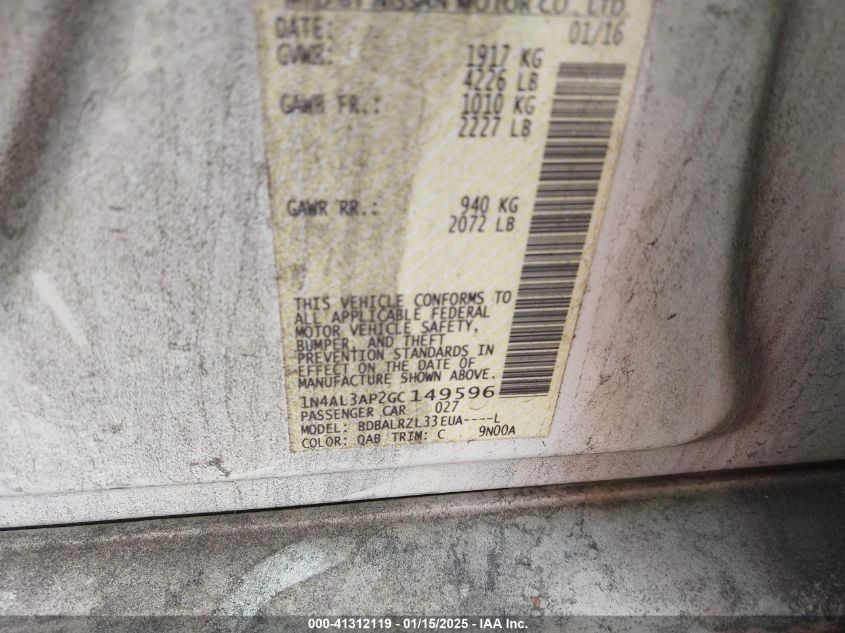 MFD BY NISSAN MOTOR CO., LTD
DATE: 01/16
GVWR: 1917 KG
4226 LB
GAWR FR.: 1010 KG
2227 LB
GAWR RR.: 940 KG
2072 LB
THIS VEHICLE CONFORMS TO
ALL APPLICABLE FEDERAL
MOTOR VEHICLE SAFETY,
BUMPER, AND THEFT
PREVENTION STANDARDS IN
EFFECT ON THE DATE OF
MANUFACTURE SHOWN ABOVE.
1N4AL3AP2GC149596
PASSENGER CAR 027
MODEL: BDBALRZL33EUA----L
COLOR: QAB TRIM: C 9N00A
000-41312119 - 01/15/2025 - IAA